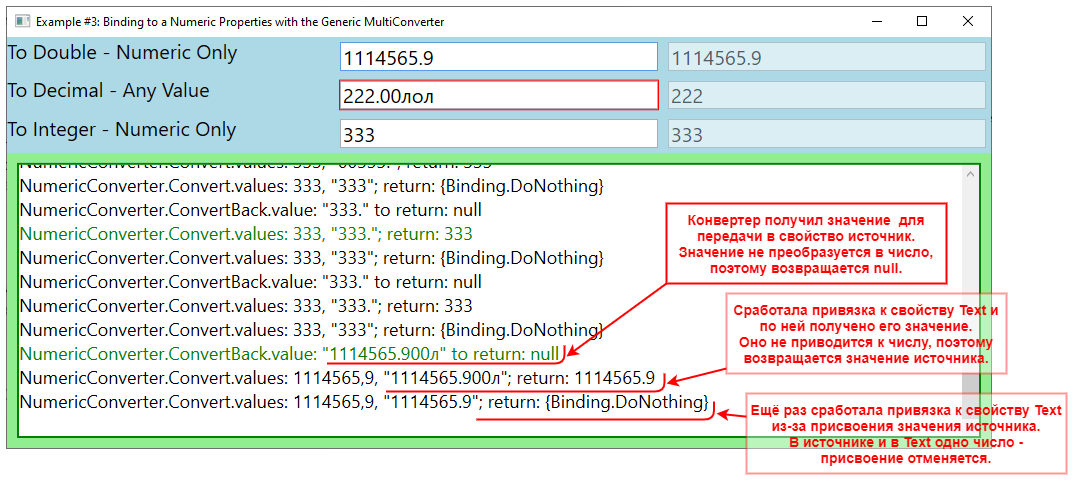 Example #3: Binding to a Numeric Properties with the Generic MultiConverter
To Double - Numeric Only
1114565.9
1114565.9
To Decimal - Any Value
222.00лол
222
To Integer - Numeric Only
333
333
NumericConverter.Convert.values: 333, "00333."; return: 333
NumericConverter.Convert.values: 333, "333"; return: {Binding.DoNothing}
NumericConverter.ConvertBack.value: "333." to return: null
NumericConverter.Convert.values: 333, "333."; return: 333
NumericConverter.Convert.values: 333, "333"; return: {Binding.DoNothing}
NumericConverter.ConvertBack.value: "333." to return: null
NumericConverter.Convert.values: 333, "333."; return: 333
NumericConverter.Convert.values: 333, "333"; return: {Binding.DoNothing}
NumericConverter.ConvertBack.value: "1114565.900л" to return: null
NumericConverter.Convert.values: 1114565,9, "1114565.900л"; return: 1114565.9
NumericConverter.Convert.values: 1114565,9, "1114565.9"; return: {Binding.DoNothing}
Конвертер получил значение для
передачи в свойство источник.
Значение не преобразуется в число,
поэтому возвращается null.
Сработала привязка к свойству Text и
по ней получено его значение.
Оно не приводится к числу, поэтому
возвращается значение источника.
Ещё раз сработала привязка к свойству Text
из-за присвоения значения источника.
В источнике и в Text одно число -
присвоение отменяется.